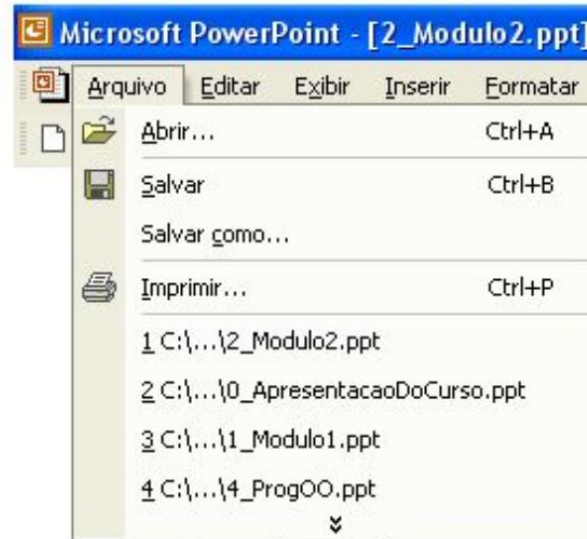 Microsoft PowerPoint - [2_Modulo2.ppt]
Arquivo Editar Exibir Inserir Formatar
Abrir... Ctrl+A
Salvar Ctrl+B
Salvar como...
Imprimir... Ctrl+P
1 C:\...\2_Modulo2.ppt
2 C:\...\0_ApresentacaoDoCurso.ppt
3 C:\...\1_Modulo1.ppt
4 C:\...\4_ProgOO.ppt